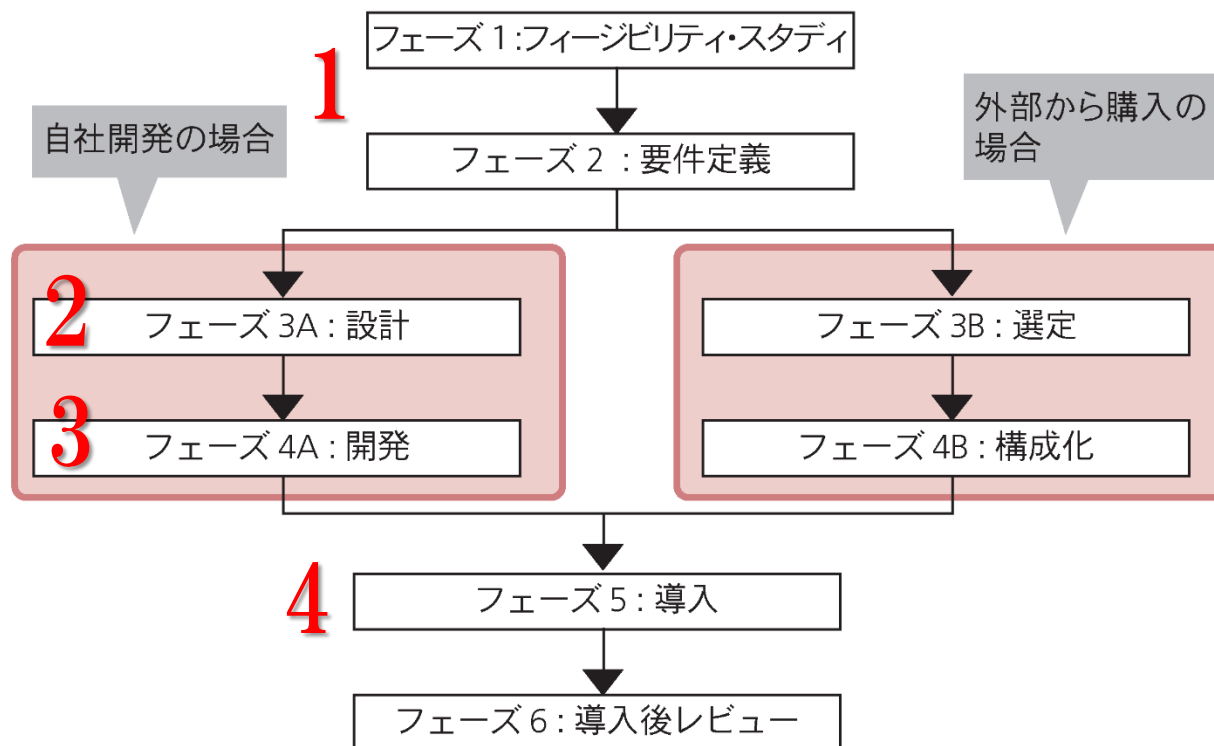 フェーズ 1 :フィージビリティ・スタディ
1
自社開発の場合
外部から購入の
場合
フェーズ 2 : 要件定義
2
フェーズ 3A : 設計
フェーズ 3B : 選定
3
フェーズ 4A : 開発
フェーズ 4B : 構成化
4
フェーズ 5 : 導入
フェーズ 6 : 導入後レビュー